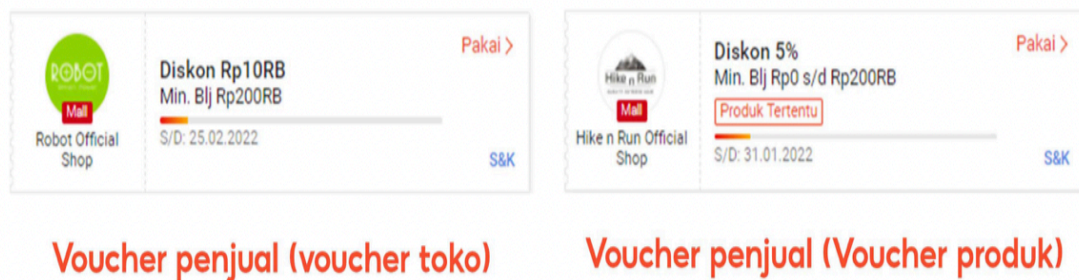 ROBOT
Mall
Robot Official
Shop
Diskon Rp10RB
Min. Blj Rp200RB
S/D: 25.02.2022
Pakai >
S&K
Hike n Run
Mall
Hike n Run Official
Shop
Diskon 5%
Min. Blj Rp0 s/d Rp200RB
Produk Tertentu
S/D: 31.01.2022
Pakai >
S&K
Voucher penjual (voucher toko)
Voucher penjual (Voucher produk)